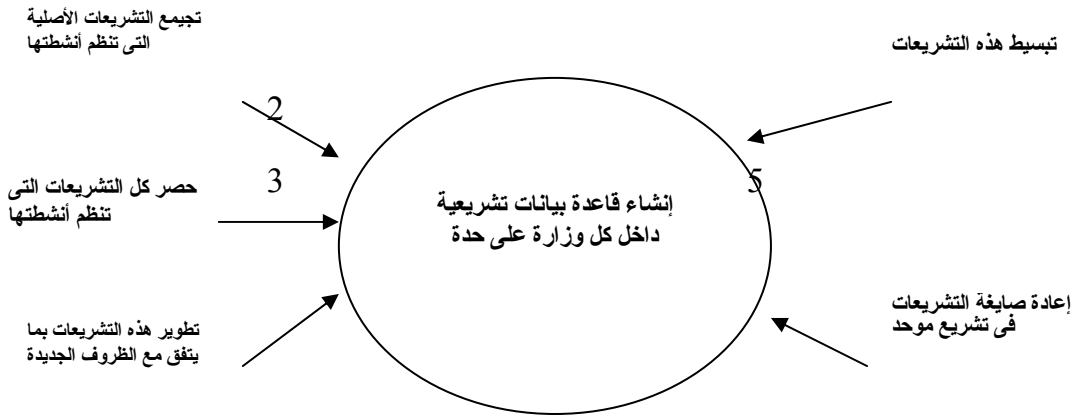 تجيمع التشريعات الأصلية
التى تنظم أنشطتها
تبسيط هذه التشريعات
2
3
حصر كل التشريعات التى
تنظم أنشطتها
5
إنشاء قاعدة بيانات تشريعية
داخل كل وزارة على حدة
إعادة صايغة التشريعات
فى تشريع موحد
تطوير هذه التشريعات بما
يتفق مع الظروف الجديدة